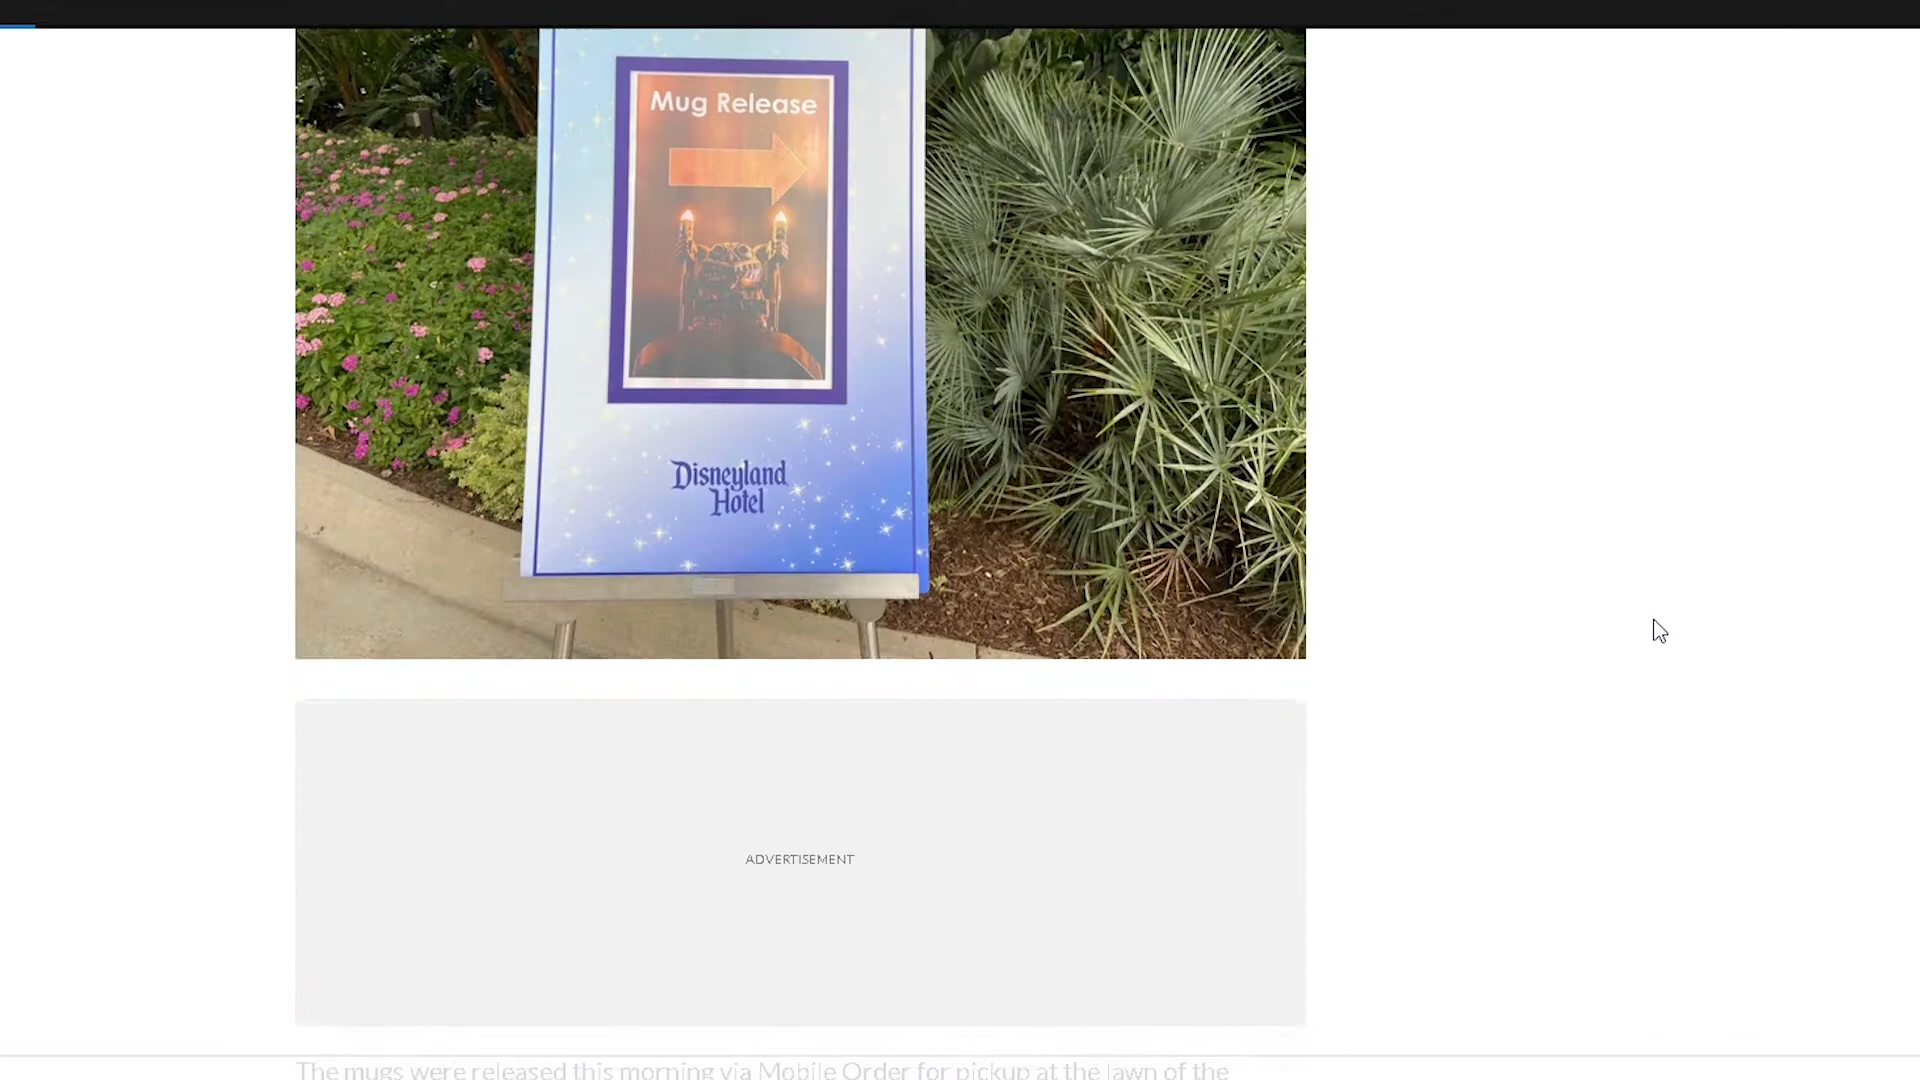 Mug Release
Disneyland
Hotel
ADVERTISEMENT
The mugs were released this morning via Mobile Order for pickup at the lawn of the